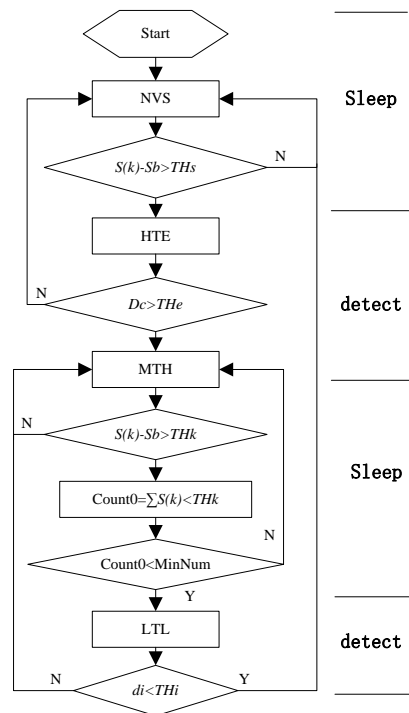 Start
NVS
Sleep
S(k)-Sb>THs
N
HTE
N
Dc>THe
detect
MTH
N
S(k)-Sb>THk
Sleep
Count0=∑S(k)<THk
N
Count0<MinNum
Y
LTL
detect
N
di<THi
Y